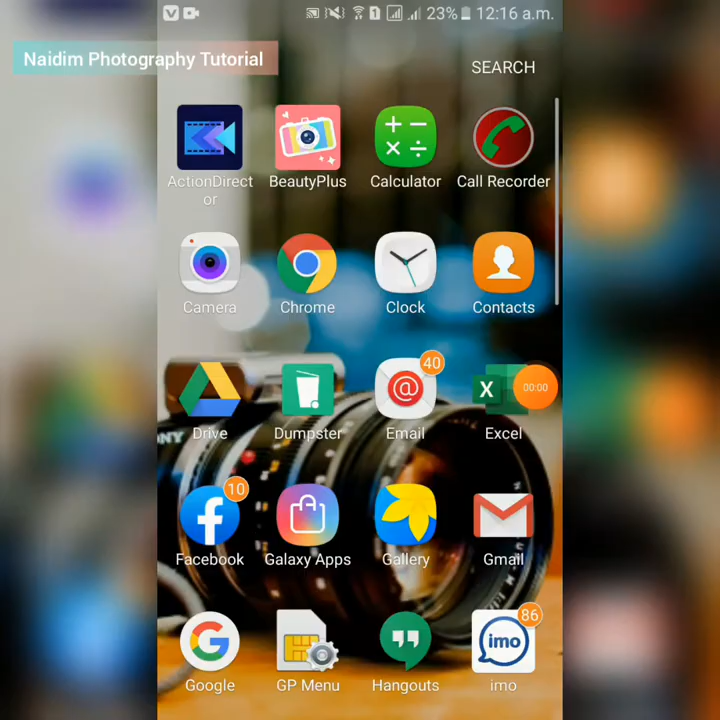 23% 12:16 a.m.
Naidim Photography Tutorial
SEARCH
ActionDirect
or
BeautyPlus
Calculator
Call Recorder
Camera
Chrome
Clock
Contacts
40
X
00:00
Drive
Dumpster
Email
Excel
10
Facebook
Galaxy Apps
Gallery
Gmail
86
imo
Google
GP Menu
Hangouts
imo